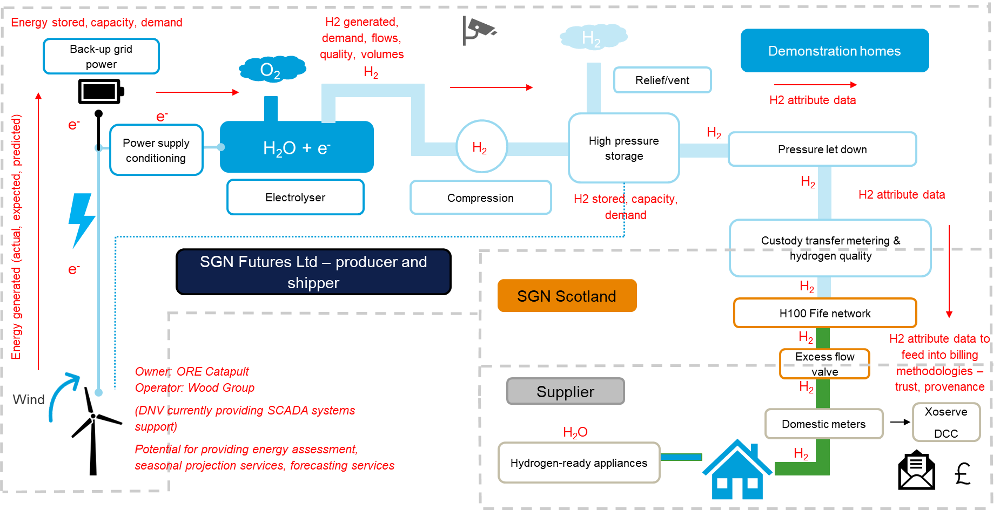 Energy stored, capacity, demand
Back-up grid
power
e-
e-
Power supply
conditioning
Energy generated (actual, expected, predicted)
e-
O2
H2O + e-
Electrolyser
H2 generated,
demand, flows,
quality, volumes
H2
H2
Compression
H2
Relief/vent
High pressure
storage
H2 stored, capacity,
demand
Demonstration homes
H2 attribute data
H2
Pressure let down
H2
H2 attribute data
Custody transfer metering &
hydrogen quality
SGN Futures Ltd – producer and
shipper
SGN Scotland
H2
H100 Fife network
H2
Excess flow
valve
H2 attribute data to
feed into billing
methodologies –
trust, provenance
H2
Wind
Owner: ORE Catapult
Operator: Wood Group
(DNV currently providing SCADA systems
support)
Potential for providing energy assessment,
seasonal projection services, forecasting services
Supplier
Domestic meters
Xoserve
DCC
H2O
Hydrogen-ready appliances
H2
£